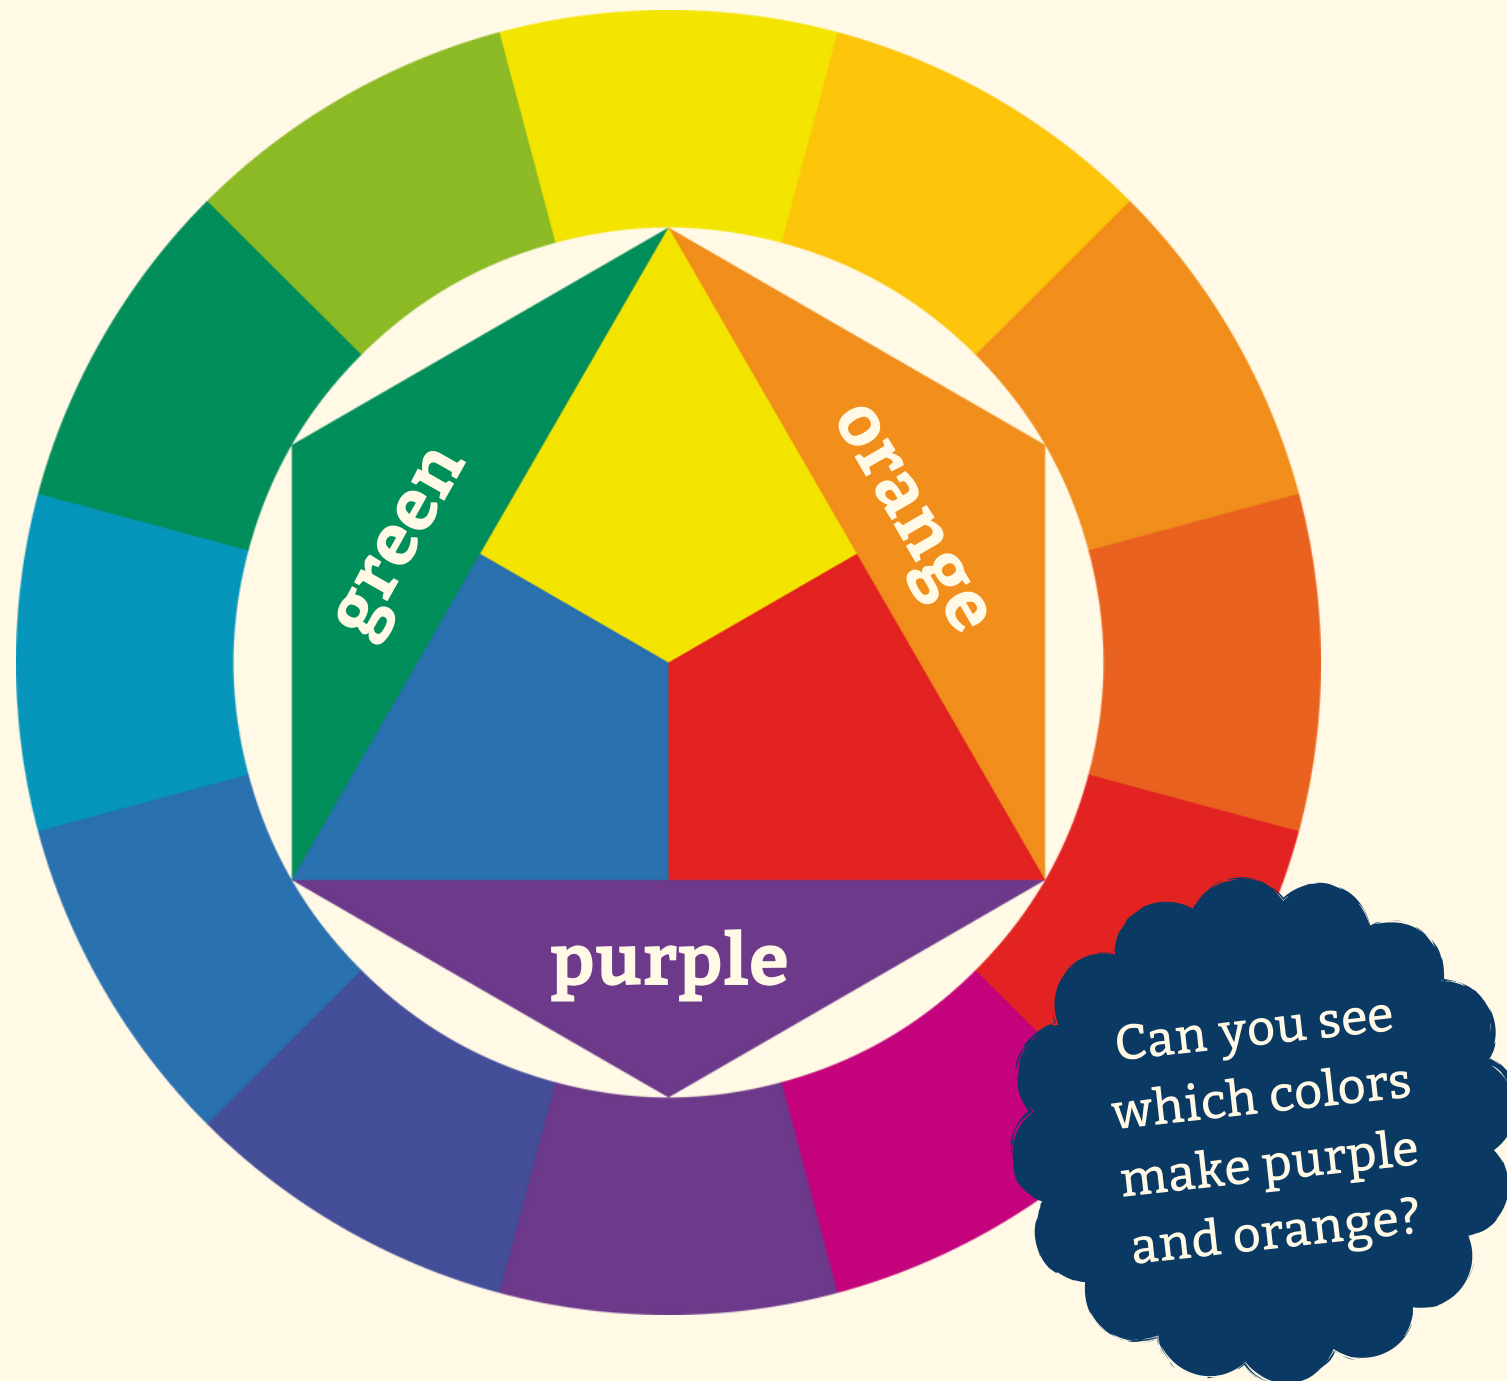 green
orange
purple
Can you see
which colors
make purple
and orange?